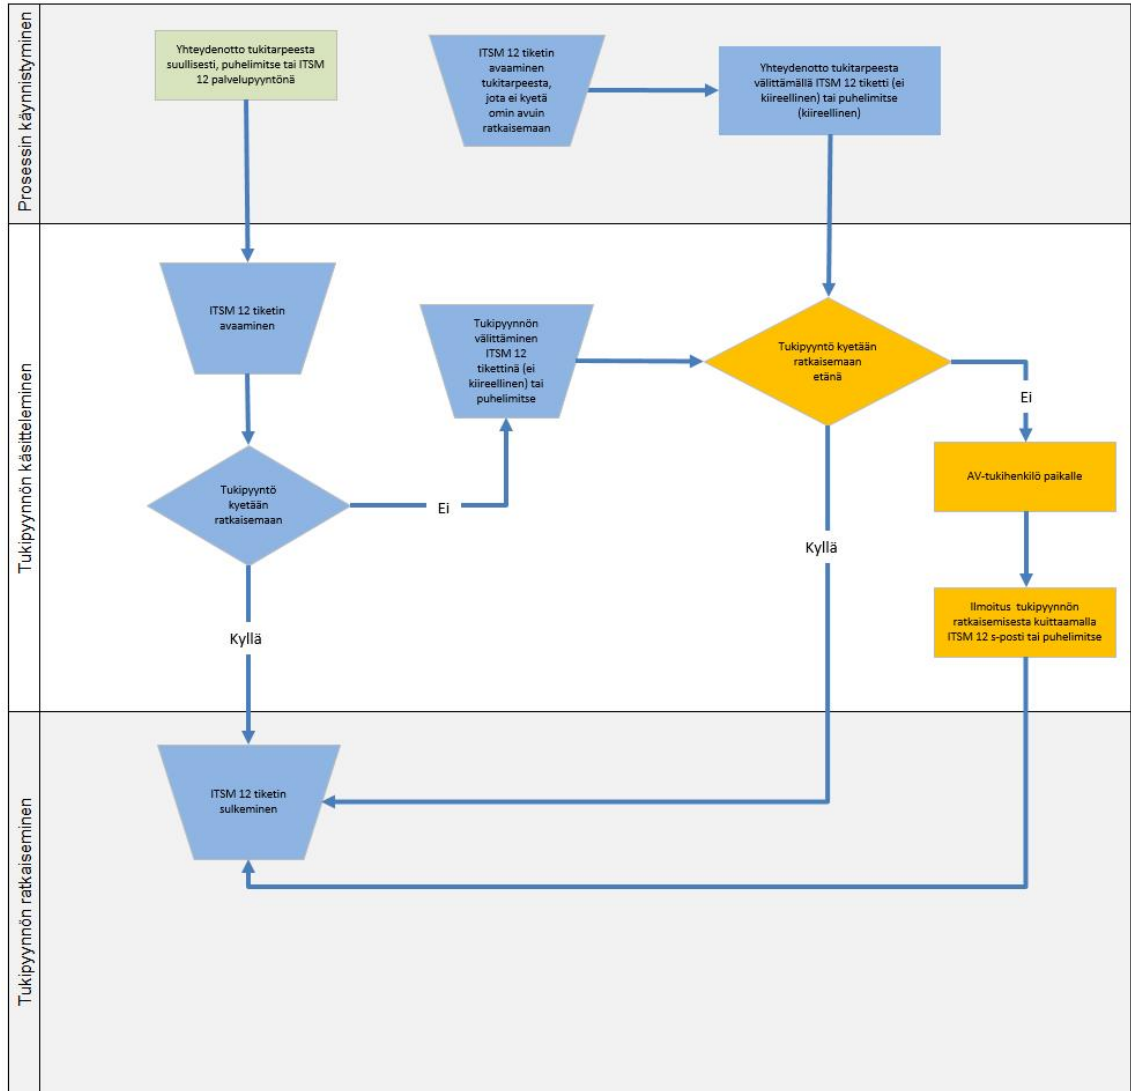 Prosessin käynnistyminen
Yhteydenotto tukitarpeesta
suullisesti, puhelimitse tai ITSM
12 palvelupyyntönä
ITSM 12 tiketin
avaaminen
tukitarpeesta,
jota ei kyetä
omin avuin
ratkaisemaan
Yhteydenotto tukitarpeesta
välittämällä ITSM 12 tiketti (ei
kiireellinen) tai puhelimitse
(kiireellinen)
Tukipyynnön käsitteleminen
ITSM 12 tiketin
avaaminen
Tukipyynnön
välittäminen
ITSM 12
tikettinä (ei
kiireellinen) tai
puhelimitse
Tukipyyntö kyetään
ratkaisemaan
etänä
Ei
AV-tukihenkilö paikalle
Tukipyyntö
kyetään
ratkaisemaan
Ei
Kyllä
Ilmoitus tukipyynnön
ratkaisemisesta kuittaamalla
ITSM 12 s-posti tai puhelimitse
Kyllä
Tukipyynnön ratkaiseminen
ITSM 12 tiketin
sulkeminen